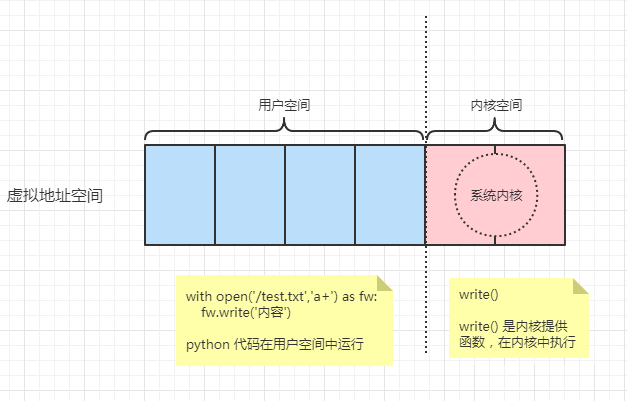 用户空间
内核空间
虚拟地址空间
系统内核
with open('/test.txt','a+') as fw:
fw.write('内容')
python 代码在用户空间中运行
write()
write() 是内核提供
函数，在内核中执行